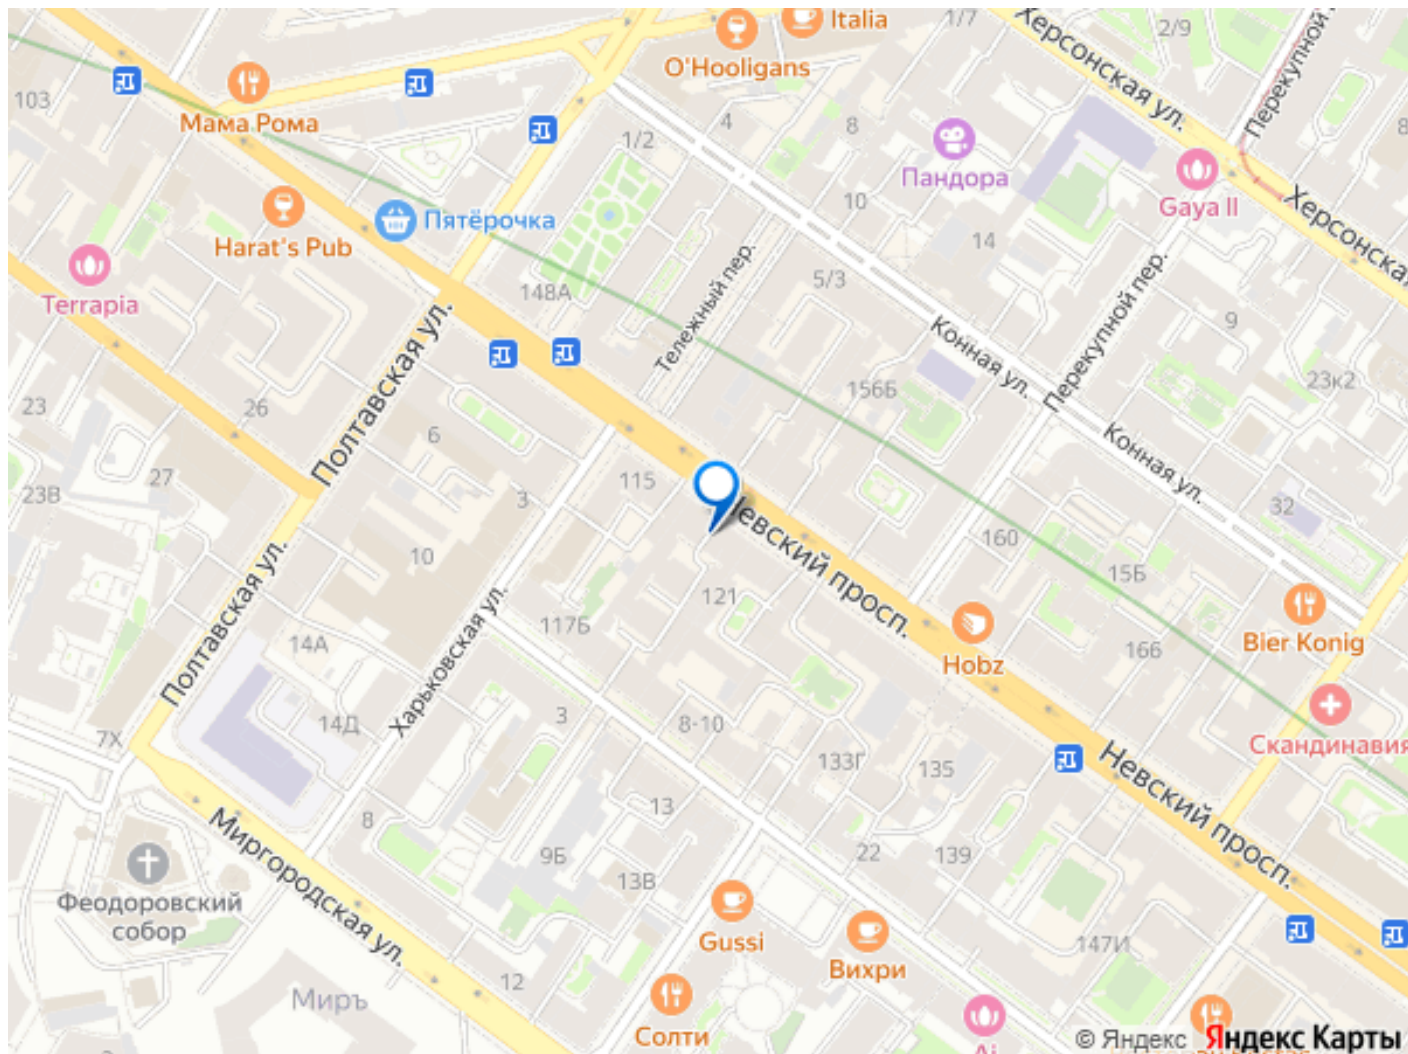 Italia
1/7
Херсонская ул.
2/9
Перекупной
O'Hooligans
103
Мама Рома
1/2
4
8
8
Пандора
Gaya II
Херсонская
Harat's Pub
Пятёрочка
10
14
Terrapia
148А
Тележный пер.
5/3
Перекупной пер.
9
Полтавская ул.
Конная ул.
23
26
156Б
23к2
6
27
23В
115
3
Конная ул.
32
Невский просп.
10
160
15Б
Полтавская ул.
121
Bier Konig
117Б
Харьковская ул.
14А
Hobz
166
14Д
3
8-10
7Х
Скандинавия
133Г
135
Невский просп.
13
8
Миргородская ул.
9Б
22
139
13В
Феодоровский
собор
Gussi
Вихри
147И
12
Миръ
Солти
© Яндекс
Яндекс Карты